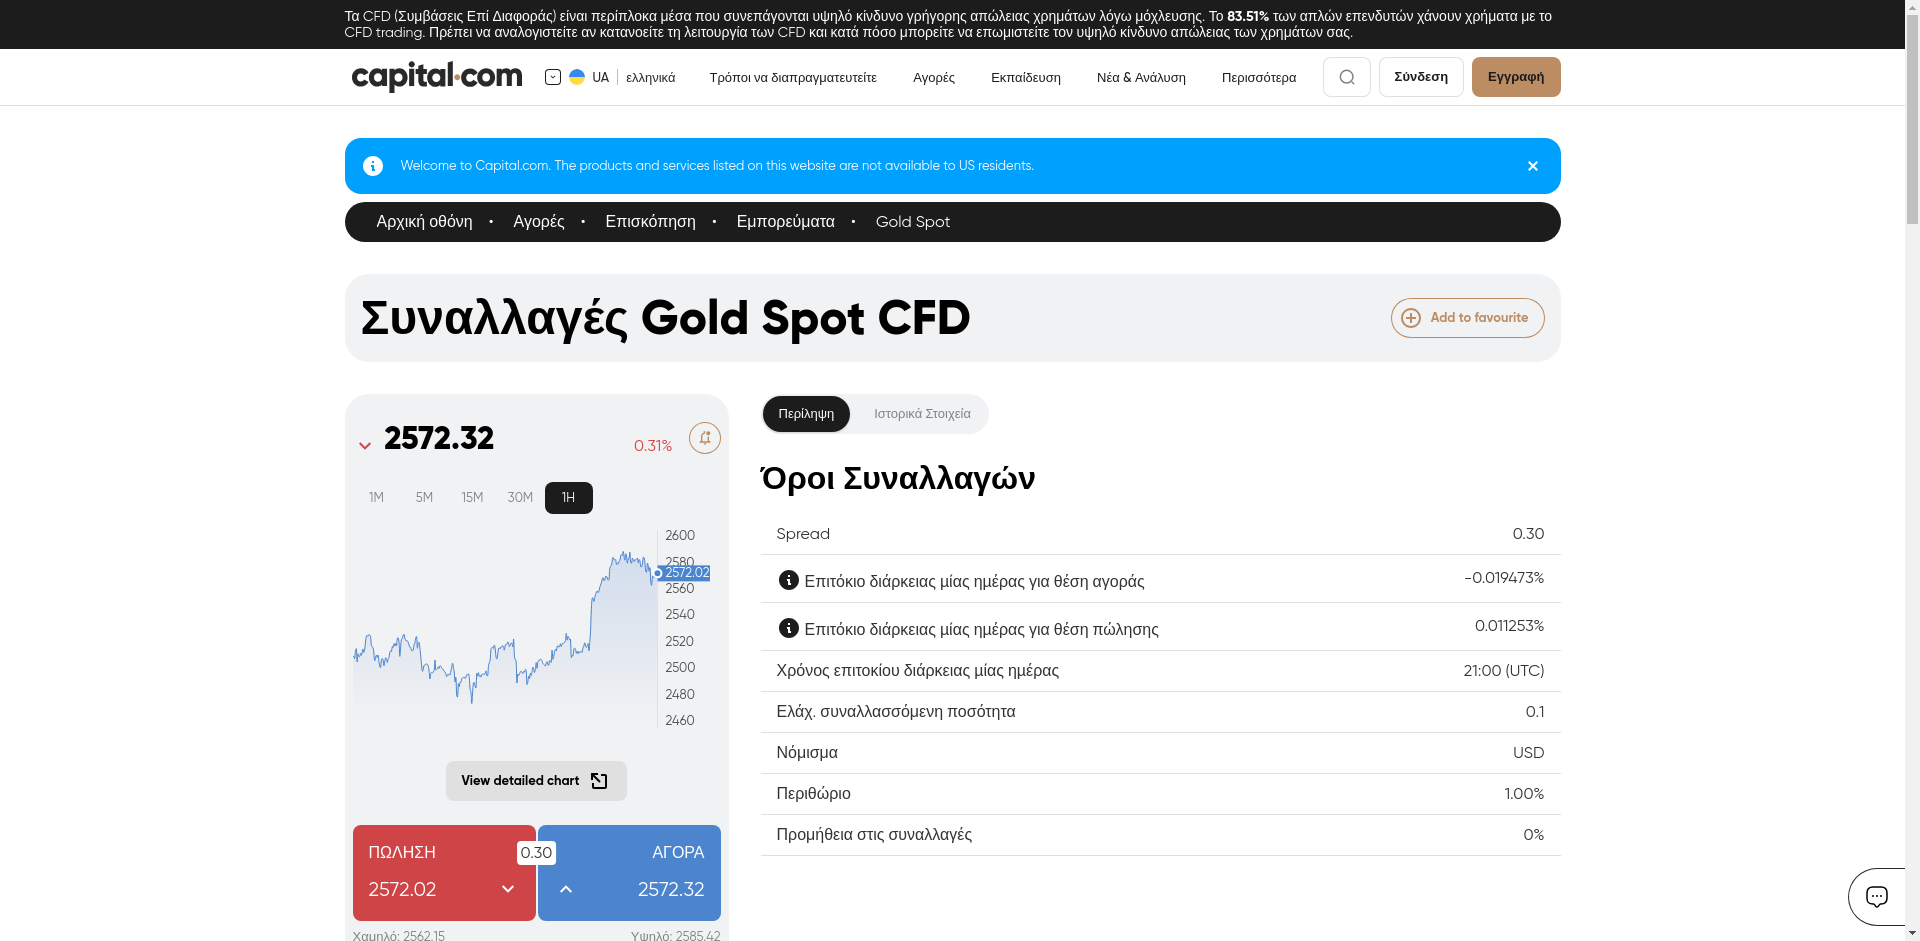 Τα CFD (Συμβάσεις Επί Διαφοράς) είναι περίπλοκα μέσα που συνεπάγονται υψηλό κίνδυνο γρήγορης απώλειας χρημάτων λόγω μόχλευσης. Το 83.51% των απλών επενδυτών χάνουν χρήματα με το
CFD trading. Πρέπει να αναλογιστείτε αν κατανοείτε τη λειτουργία των CFD και κατά πόσο μπορείτε να επωμιστείτε τον υψηλό κίνδυνο απώλειας των χρημάτων σας.
capital.com UA ελληνικά Τρόποι να διαπραγματευτείτε Αγορές Εκπαίδευση Νέα & Ανάλυση Περισσότερα Σύνδεση Εγγραφή
Welcome to Capital.com. The products and services listed on this website are not available to US residents.
Αρχική οθόνη • Αγορές • Επισκόπηση • Εμπορεύματα • Gold Spot
Συναλλαγές Gold Spot CFD
Add to favourite
2572.32 0.31%
1M 5M 15M 30M 1H
2600
2580
2572.02
2560
2540
2520
2500
2480
2460
View detailed chart
ΠΩΛΗΣΗ 0.30 ΑΓΟΡΑ
2572.02 2572.32
Χαμηλό: 2562.15 Υψηλό: 2585.42
Περίληψη Ιστορικά Στοιχεία
Όροι Συναλλαγών
Spread 0.30
Επιτόκιο διάρκειας μίας ημέρας για θέση αγοράς -0.019473%
Επιτόκιο διάρκειας μίας ημέρας για θέση πώλησης 0.011253%
Χρόνος επιτοκίου διάρκειας μίας ημέρας 21:00 (UTC)
Ελάχ. συναλλασσόμενη ποσότητα 0.1
Νόμισμα USD
Περιθώριο 1.00%
Προμήθεια στις συναλλαγές 0%